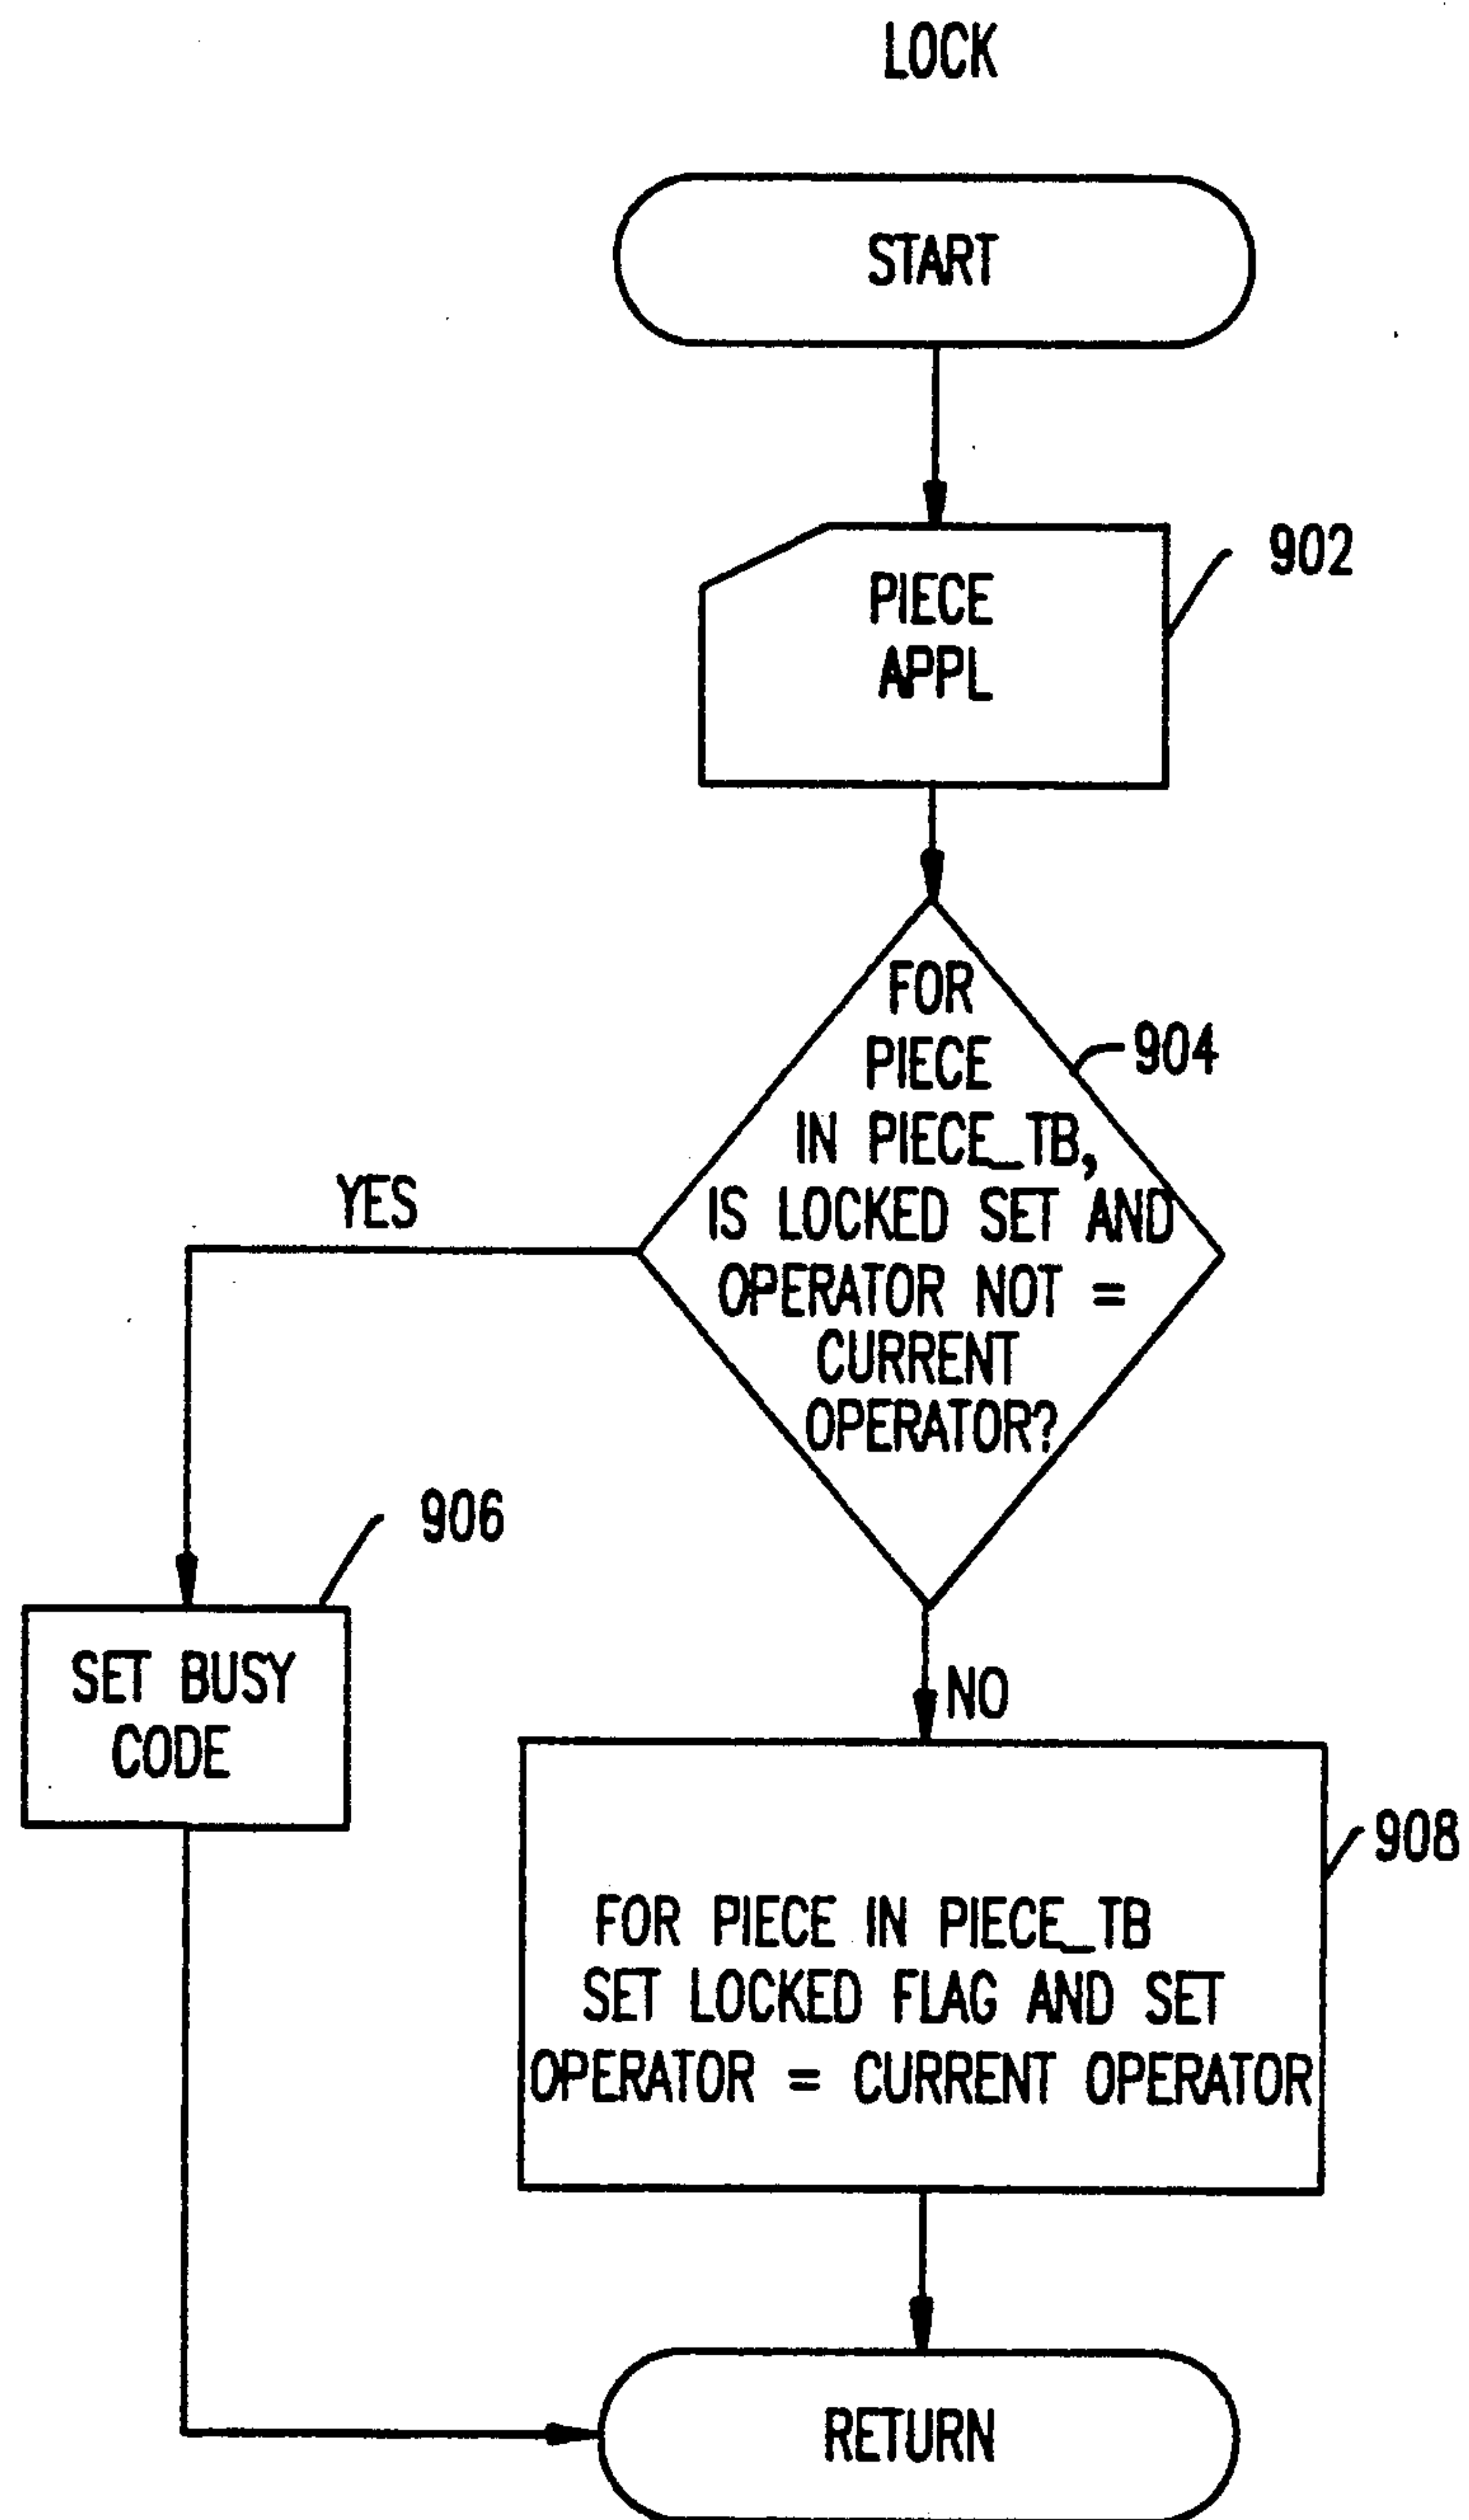 LOCK
START
PIECE
APPL
902
FOR
PIECE
IN PIECE_TB,
IS LOCKED SET AND
OPERATOR NOT =
CURRENT
OPERATOR?
904
YES
906
SET BUSY
CODE
NO
908
FOR PIECE IN PIECE_TB
SET LOCKED FLAG AND SET
OPERATOR = CURRENT OPERATOR
RETURN